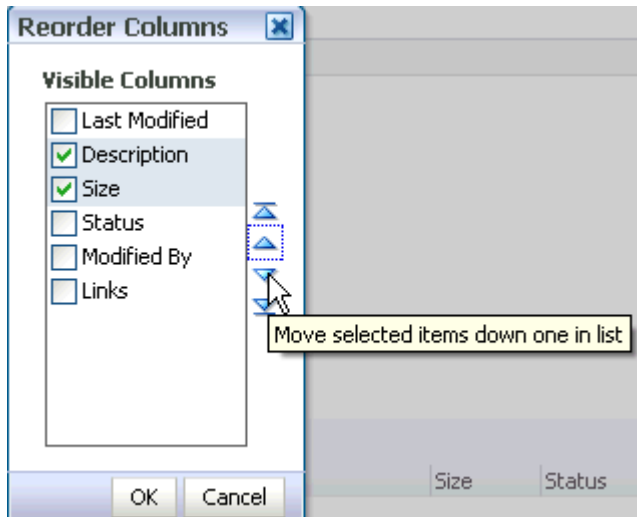 Reorder Columns
Visible Columns
Last Modified
Description
Size
Status
Modified By
Links
Move selected items down one in list
Size Status
OK Cancel